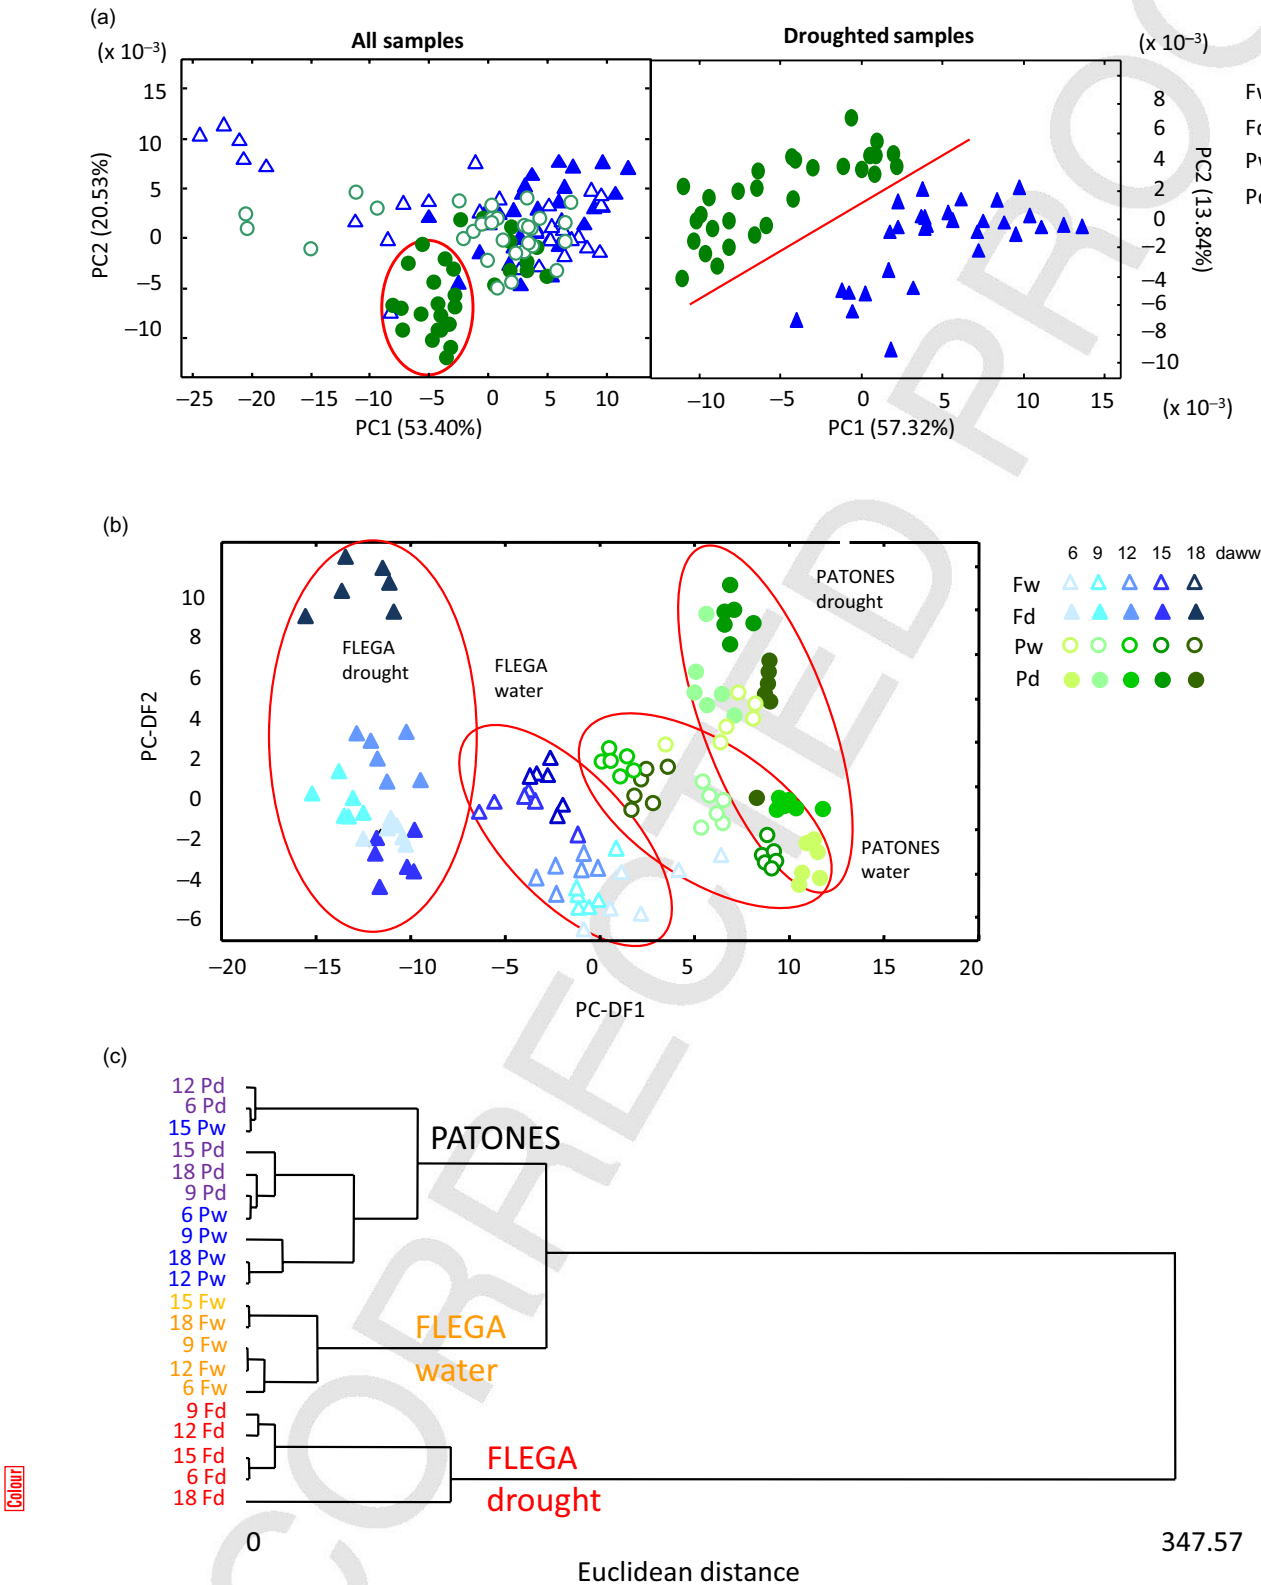 (a)
(x 10⁻³)
All samples
Droughted samples
(x 10⁻³)
15
10
5
0
−5
−10
PC2 (20.53%)
8
6
4
2
0
−2
−4
−6
−8
−10
PC2 (13.84%)
−25 −20 −15 −10 −5 0 5 10
PC1 (53.40%)
−10 −5 0 5 10 15
(x 10⁻³)
PC1 (57.32%)
(b)
6 9 12 15 18 daww
Fw
Fd
Pw
Pd
PATONES
drought
FLEGA
drought
FLEGA
water
PATONES
water
10
8
6
4
2
0
−2
−4
−6
PC-DF2
−20 −15 −10 −5 0 5 10 15 20
PC-DF1
(c)
12 Pd
6 Pd
15 Pw
15 Pd
18 Pd
9 Pd
6 Pw
9 Pw
18 Pw
12 Pw
15 Fw
18 Fw
9 Fw
12 Fw
6 Fw
9 Fd
12 Fd
15 Fd
6 Fd
18 Fd
PATONES
FLEGA
water
FLEGA
drought
0
347.57
Euclidean distance
Colour
CORRECTED PROO